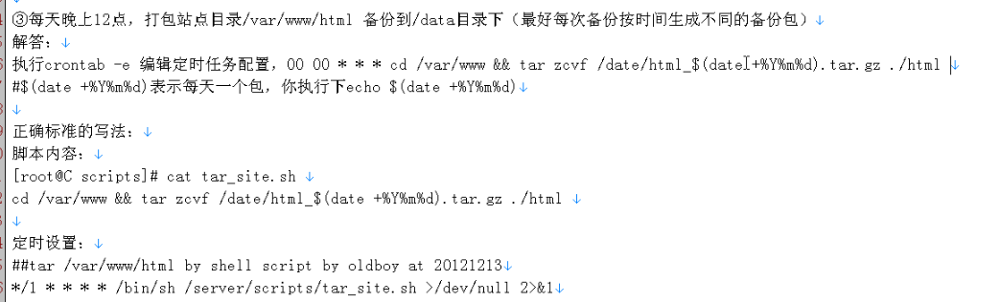 ③每天晚上12点，打包站点目录/var/www/html 备份到/data目录下（最好每次备份按时间生成不同的备份包）↓
解答：↓
执行crontab -e 编辑定时任务配置，00 00 * * * cd /var/www && tar zcvf /date/html_$(date +%Y%m%d).tar.gz ./html ↓
#$(date +%Y%m%d)表示每天一个包，你执行下echo $(date +%Y%m%d)↓
↓
正确标准的写法：↓
脚本内容：↓
[root@C scripts]# cat tar_site.sh ↓
cd /var/www && tar zcvf /date/html_$(date +%Y%m%d).tar.gz ./html ↓
↓
定时设置：↓
##tar /var/www/html by shell script by oldboy at 20121213↓
*/1 * * * * /bin/sh /server/scripts/tar_site.sh >/dev/null 2>&1↓